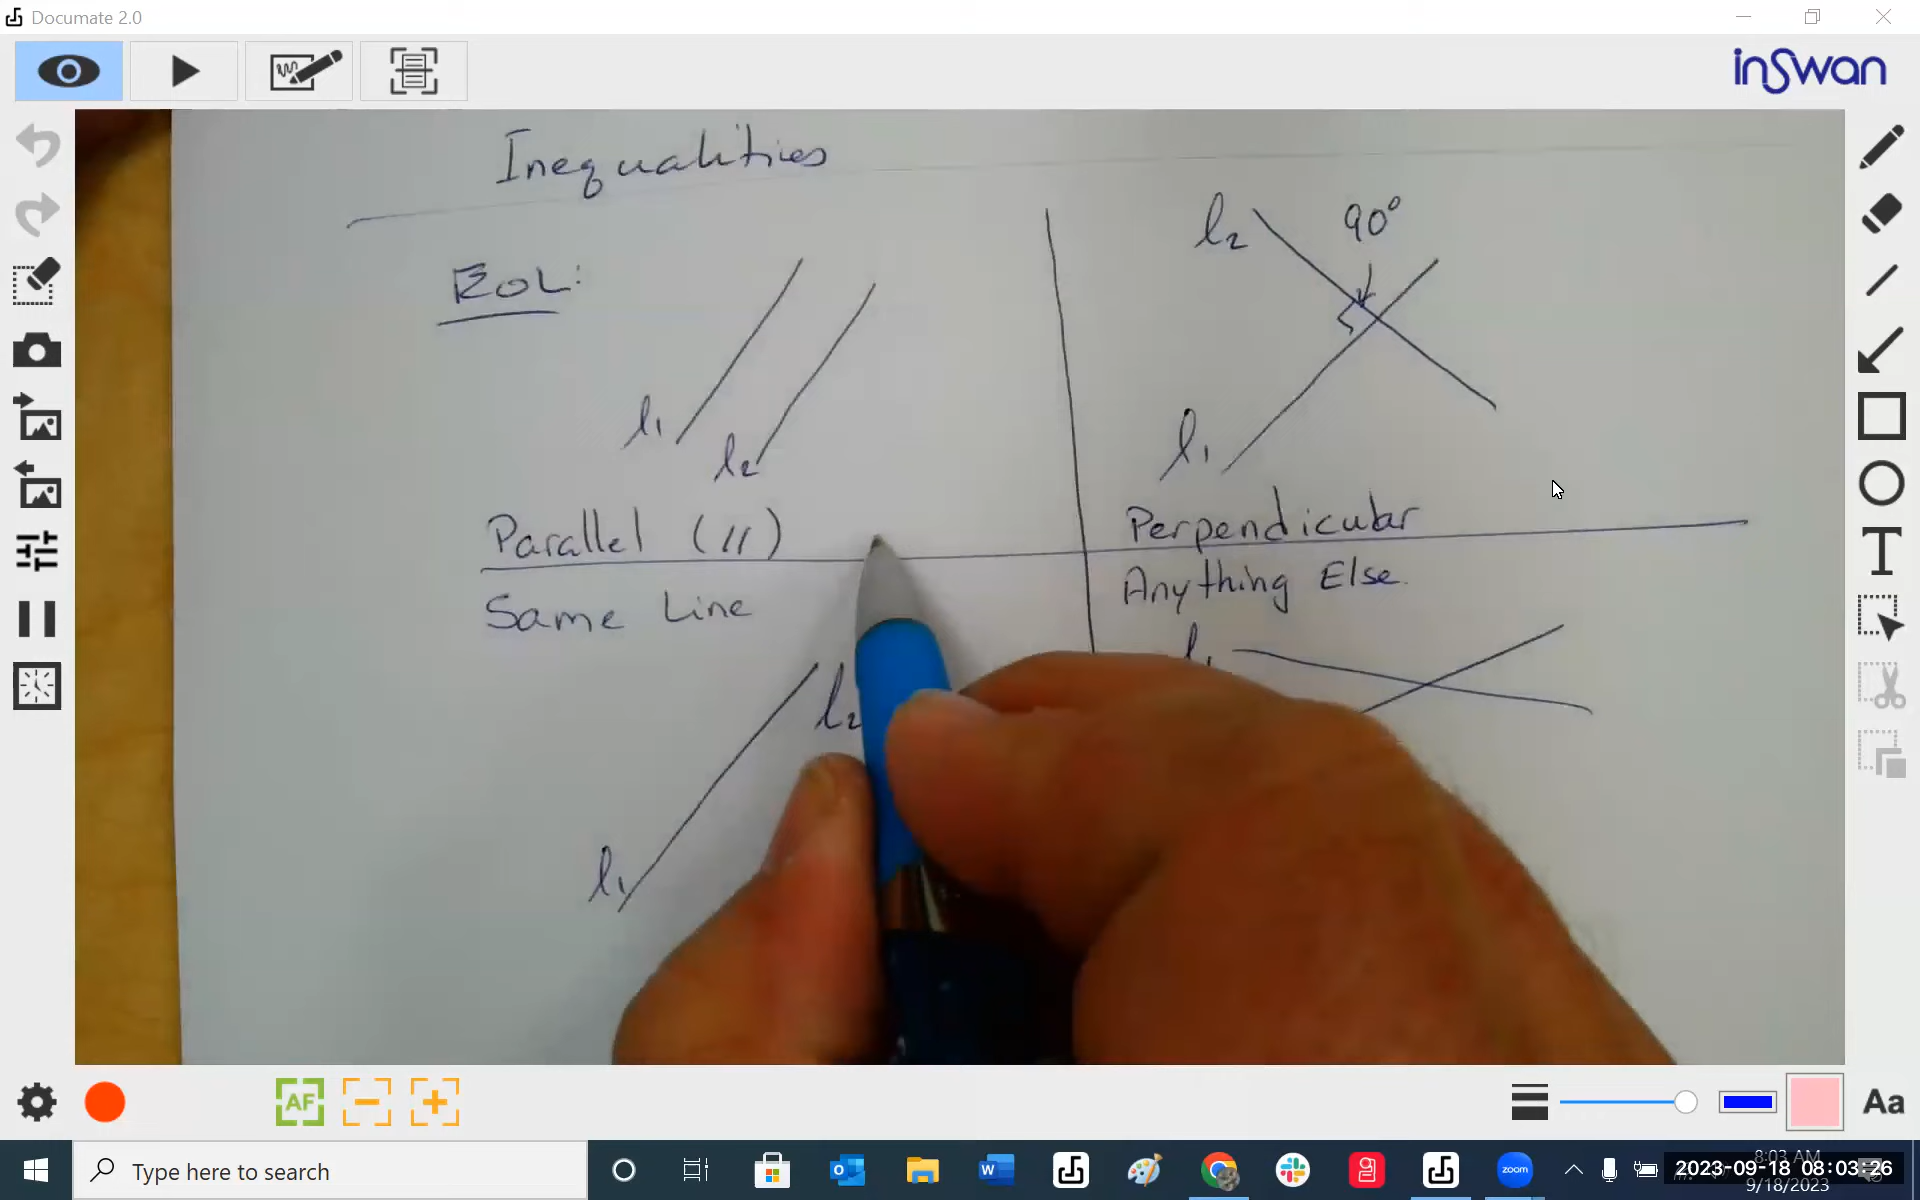 Documate 2.0
inSwan
Inequalities
EOL:
l1
l2
Parallel (//)
l2
90°
l1
Perpendicular
Same Line
l2
l1
Anything Else
l1
AF
Aa
T
Type here to search
zoom
8:03 AM
2023-09-18 08:03:26
9/18/2023